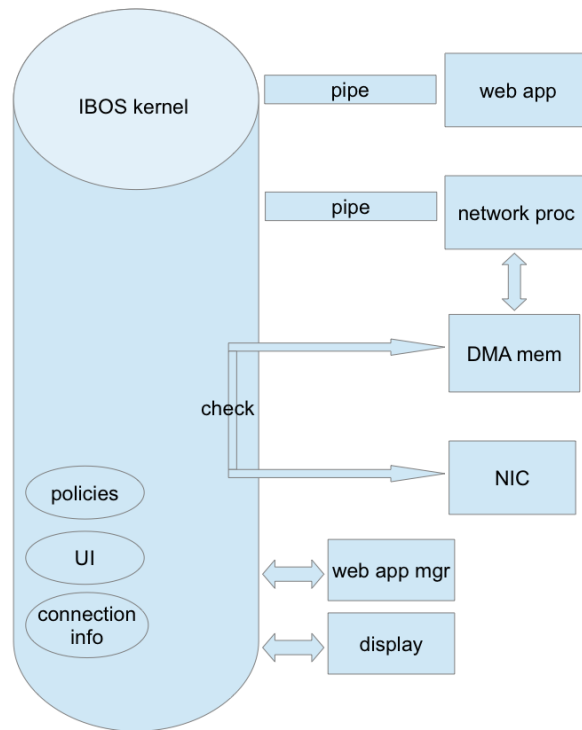 IBOS kernel
pipe
web app
pipe
network proc
DMA mem
check
NIC
policies
UI
web app mgr
connection
info
display